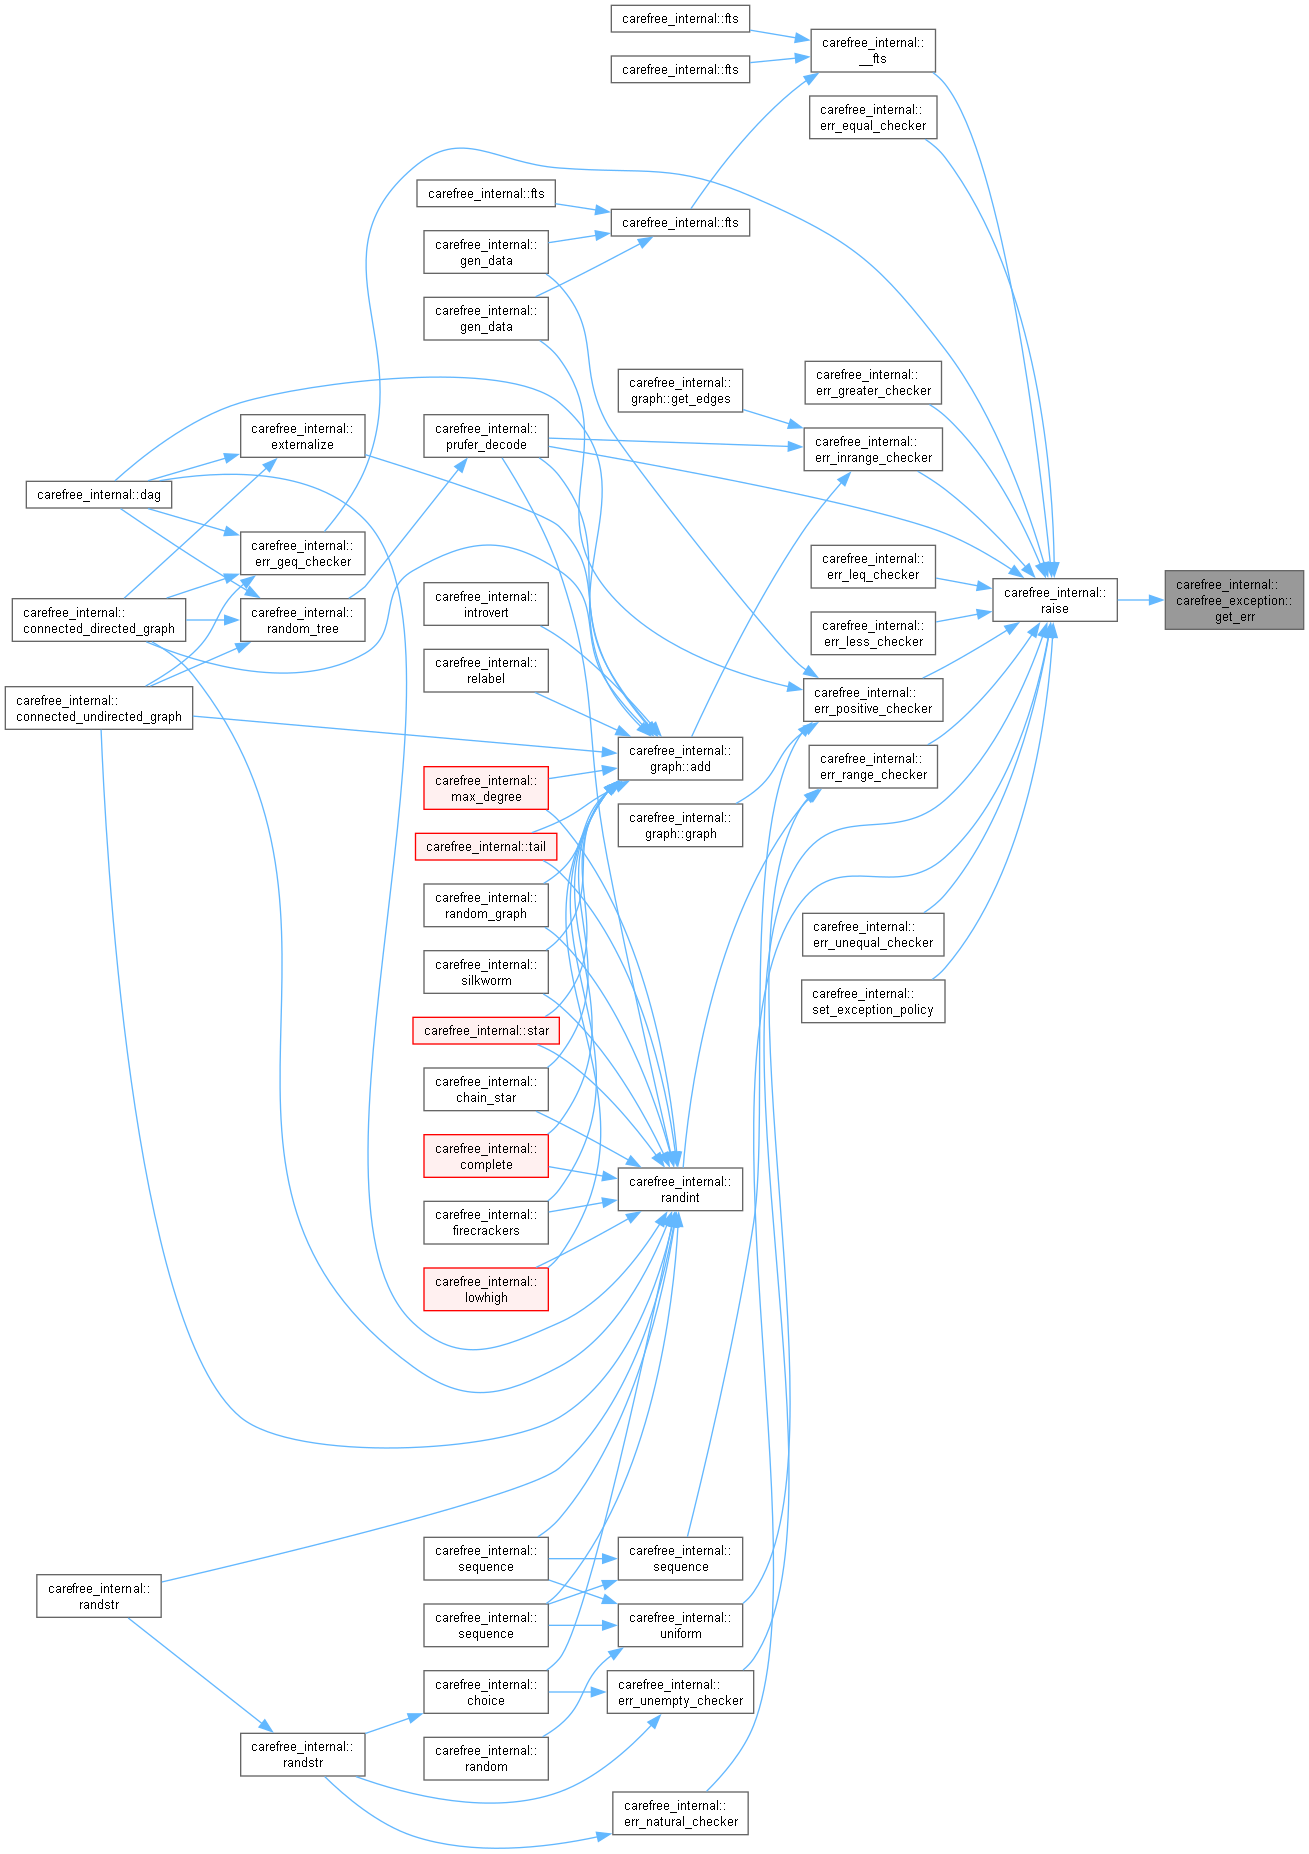 carefree_internal::fts
carefree_internal::
__fts
carefree_internal::fts
carefree_internal::
err_equal_checker
carefree_internal::fts
carefree_internal::fts
carefree_internal::
gen_data
carefree_internal::
gen_data
carefree_internal::
err_greater_checker
carefree_internal::
graph::get_edges
carefree_internal::
externalize
carefree_internal::
prufer_decode
carefree_internal::
err_inrange_checker
carefree_internal::dag
carefree_internal::
err_geq_checker
carefree_internal::
err_leq_checker
carefree_internal::
carefree_exception::
get_err
carefree_internal::
raise
carefree_internal::
introvert
carefree_internal::
connected_directed_graph
carefree_internal::
random_tree
carefree_internal::
err_less_checker
carefree_internal::
relabel
carefree_internal::
connected_undirected_graph
carefree_internal::
err_positive_checker
carefree_internal::
graph::add
carefree_internal::
err_range_checker
carefree_internal::
max_degree
carefree_internal::
graph::graph
carefree_internal::tail
carefree_internal::
random_graph
carefree_internal::
err_unequal_checker
carefree_internal::
silkworm
carefree_internal::
set_exception_policy
carefree_internal::star
carefree_internal::
chain_star
carefree_internal::
complete
carefree_internal::
randint
carefree_internal::
firecrackers
carefree_internal::
lowhigh
carefree_internal::
sequence
carefree_internal::
sequence
carefree_internal::
randstr
carefree_internal::
sequence
carefree_internal::
uniform
carefree_internal::
choice
carefree_internal::
err_unempty_checker
carefree_internal::
randstr
carefree_internal::
random
carefree_internal::
err_natural_checker